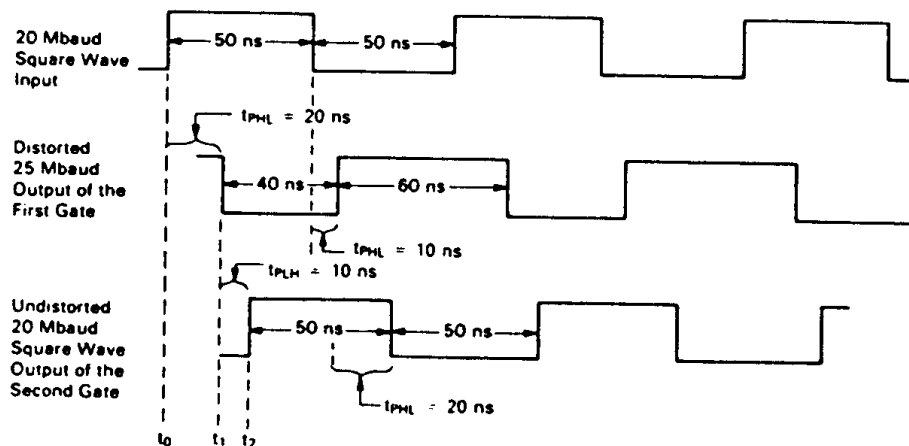 20 Mbaud
Square Wave
Input
50 ns
50 ns
tPHL = 20 ns
Distorted
25 Mbaud
Output of the
First Gate
40 ns
60 ns
tPHL = 10 ns
tPLH = 10 ns
Undistorted
20 Mbaud
Square Wave
Output of the
Second Gate
50 ns
50 ns
tPHL = 20 ns
t0
t1
t2